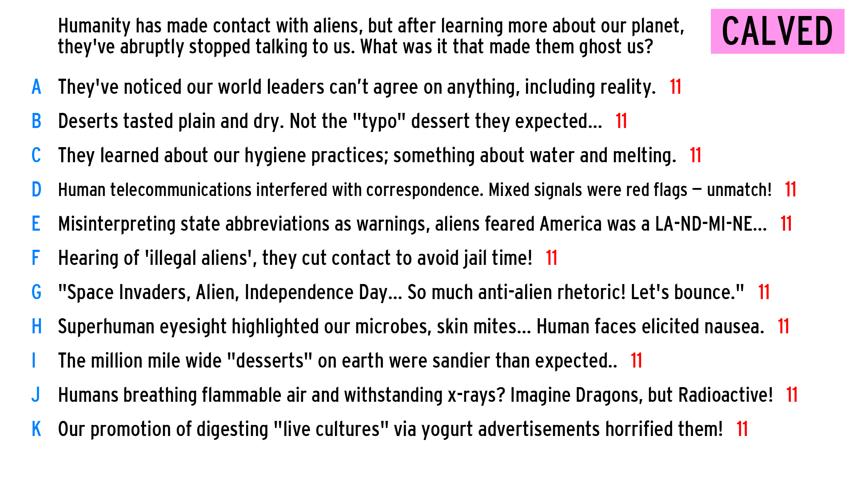 Humanity has made contact with aliens, but after learning more about our planet,
they've abruptly stopped talking to us. What was it that made them ghost us?
CALVED
A They've noticed our world leaders can’t agree on anything, including reality. 11
B Deserts tasted plain and dry. Not the "typo" dessert they expected... 11
C They learned about our hygiene practices; something about water and melting. 11
D Human telecommunications interfered with correspondence. Mixed signals were red flags – unmatch! 11
E Misinterpreting state abbreviations as warnings, aliens feared America was a LA-ND-MI-NE... 11
F Hearing of 'illegal aliens', they cut contact to avoid jail time! 11
G "Space Invaders, Alien, Independence Day... So much anti-alien rhetoric! Let's bounce." 11
H Superhuman eyesight highlighted our microbes, skin mites... Human faces elicited nausea. 11
I The million mile wide "desserts" on earth were sandier than expected.. 11
J Humans breathing flammable air and withstanding x-rays? Imagine Dragons, but Radioactive! 11
K Our promotion of digesting "live cultures" via yogurt advertisements horrified them! 11